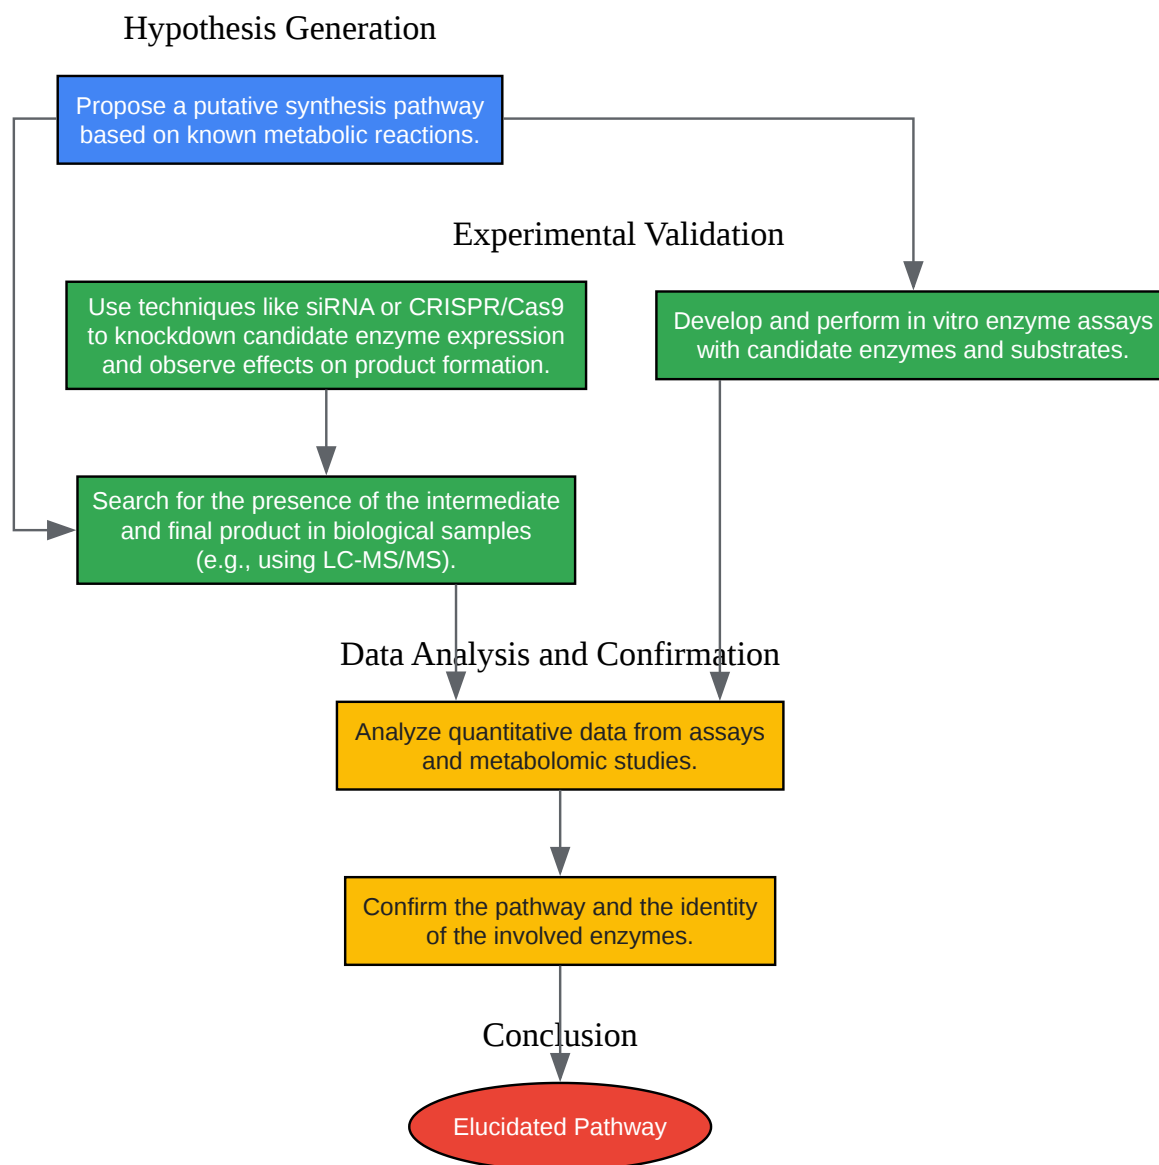 Hypothesis Generation
Propose a putative synthesis pathway
based on known metabolic reactions.
Experimental Validation
Use techniques like siRNA or CRISPR/Cas9
to knockdown candidate enzyme expression
and observe effects on product formation.
Develop and perform in vitro enzyme assays
with candidate enzymes and substrates.
Search for the presence of the intermediate
and final product in biological samples
(e.g., using LC-MS/MS).
Data Analysis and Confirmation
Analyze quantitative data from assays
and metabolomic studies.
Confirm the pathway and the identity
of the involved enzymes.
Conclusion
Elucidated Pathway